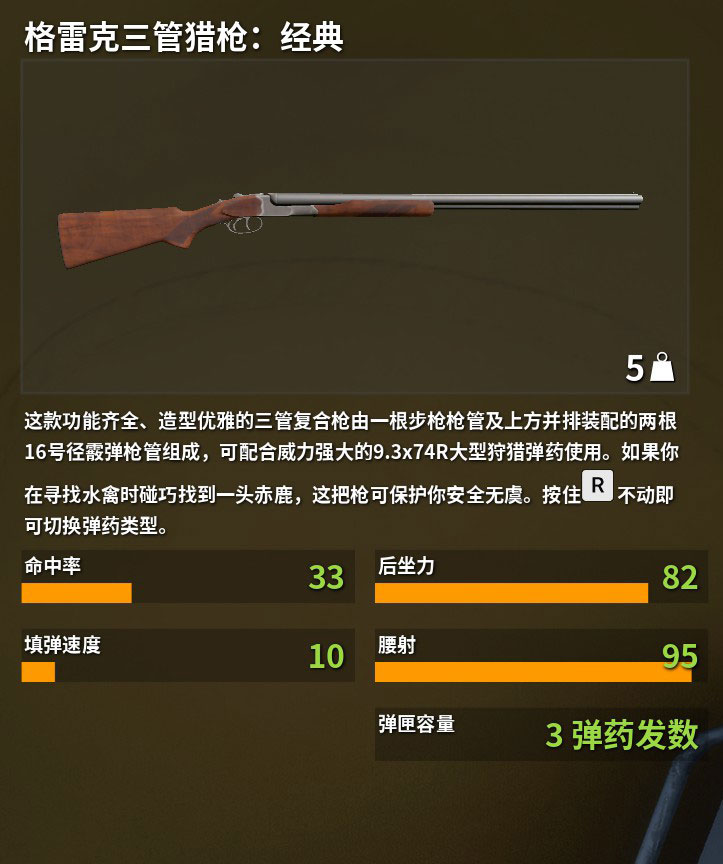 格雷克三管猎枪：经典
5
这款功能齐全、造型优雅的三管复合枪由一根步枪枪管及上方并排装配的两根
16号径霰弹枪管组成，可配合威力强大的9.3x74R大型狩猎弹药使用。如果你
在寻找水禽时碰巧找到一头赤鹿，这把枪可保护你安全无虞。按住 R 不动即
可切换弹药类型。
命中率 33
后坐力 82
填弹速度 10
腰射 95
弹匣容量 3 弹药发数